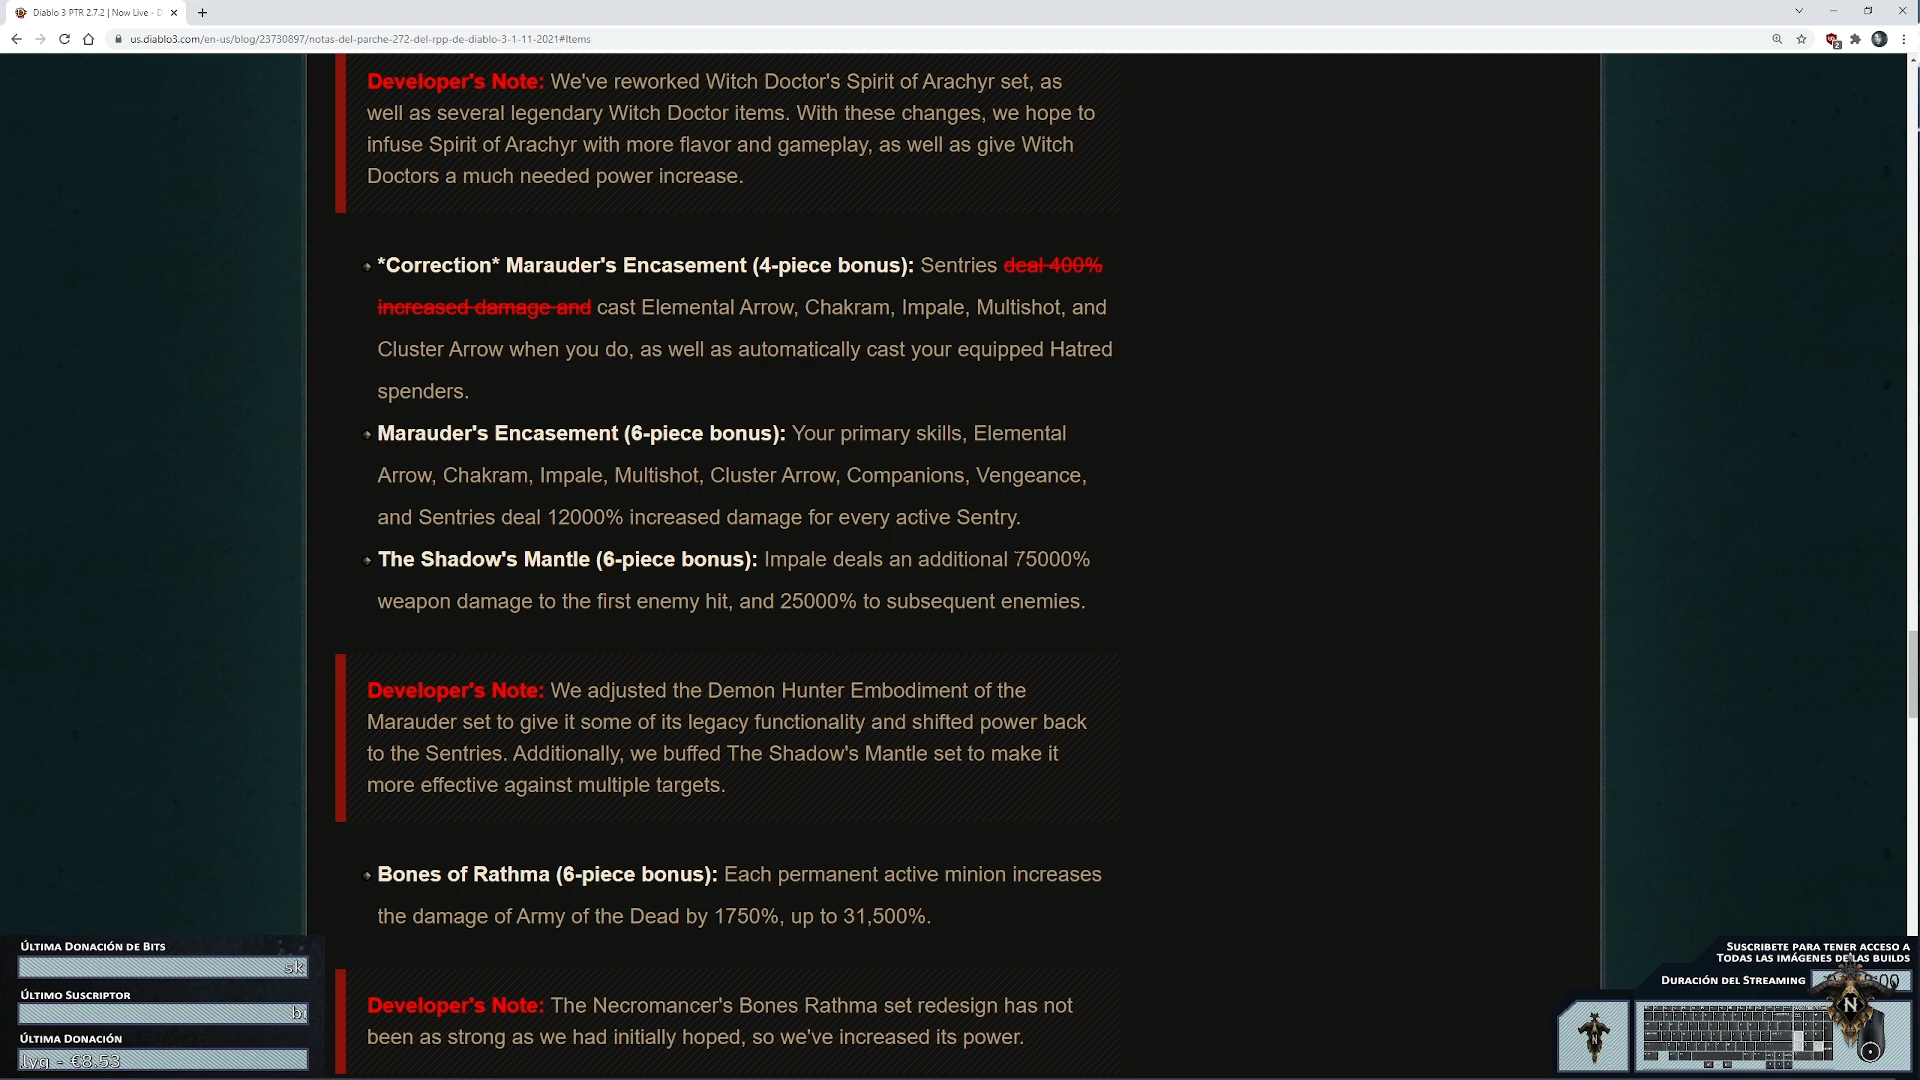 Diablo 3 PTR 2.7.2 | Now Live - D
us.diablo3.com/en-us/blog/23730897/notas-del-parche-272-del-rpp-de-diablo-3-1-11-2021#Items
2
Developer's Note: We've reworked Witch Doctor's Spirit of Arachyr set, as
well as several legendary Witch Doctor items. With these changes, we hope to
infuse Spirit of Arachyr with more flavor and gameplay, as well as give Witch
Doctors a much needed power increase.
*Correction* Marauder's Encasement (4-piece bonus): Sentries deal 400%
increased damage and cast Elemental Arrow, Chakram, Impale, Multishot, and
Cluster Arrow when you do, as well as automatically cast your equipped Hatred
spenders.
Marauder's Encasement (6-piece bonus): Your primary skills, Elemental
Arrow, Chakram, Impale, Multishot, Cluster Arrow, Companions, Vengeance,
and Sentries deal 12000% increased damage for every active Sentry.
The Shadow's Mantle (6-piece bonus): Impale deals an additional 75000%
weapon damage to the first enemy hit, and 25000% to subsequent enemies.
Developer's Note: We adjusted the Demon Hunter Embodiment of the
Marauder set to give it some of its legacy functionality and shifted power back
to the Sentries. Additionally, we buffed The Shadow's Mantle set to make it
more effective against multiple targets.
Bones of Rathma (6-piece bonus): Each permanent active minion increases
the damage of Army of the Dead by 1750%, up to 31,500%.
Developer's Note: The Necromancer's Bones Rathma set redesign has not
been as strong as we had initially hoped, so we've increased its power.
Última Donación de Bits
sk
Último Suscriptor
Última Donación
lyq - €8.53
Suscribete para tener acceso a
Todas las imágenes de las builds
Duración del Streaming
N
N